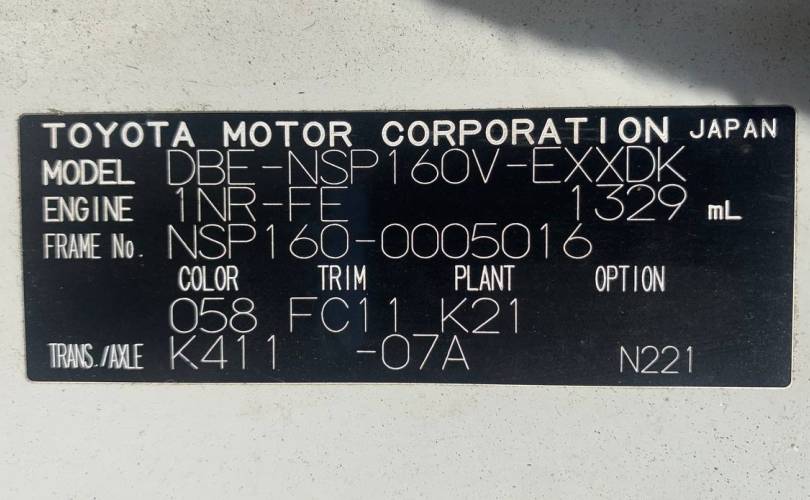 TOYOTA MOTOR CORPORATION JAPAN
MODEL DBE-NSP160V-EXXDK
ENGINE 1NR-FE 1329 mL
FRAME No. NSP160-0005016
COLOR TRIM PLANT OPTION
058 FC11 K21
TRANS./AXLE K411 -07A N221